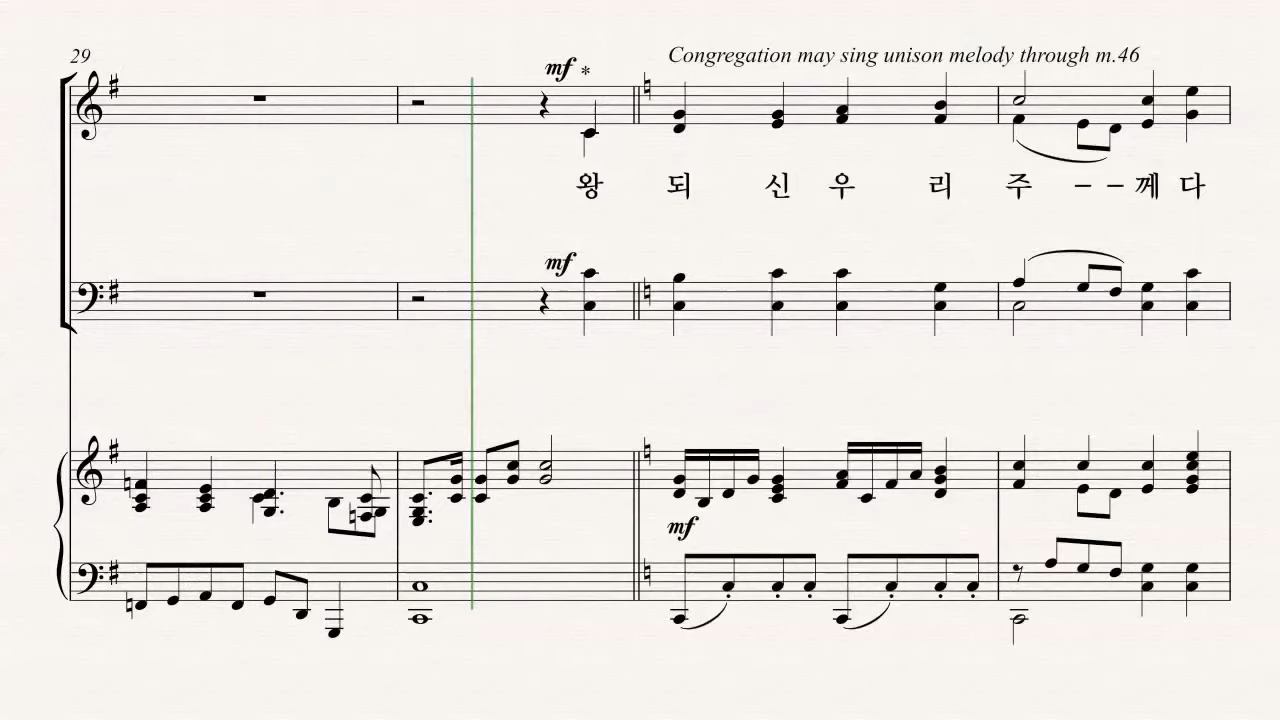 29
Congregation may sing unison melody through m.46
mf *
왕 되 신 우 리 주 – – 께 다
mf
mf